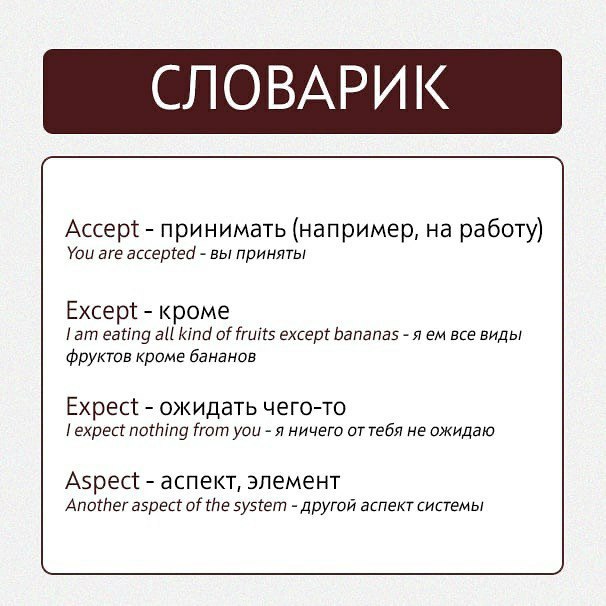 СЛОВАРИК
Accept - принимать (например, на работу)
You are accepted - вы приняты
Except - кроме
I am eating all kind of fruits except bananas - я ем все виды
фруктов кроме бананов
Expect - ожидать чего-то
I expect nothing from you - я ничего от тебя не ожидаю
Aspect - аспект, элемент
Another aspect of the system - другой аспект системы